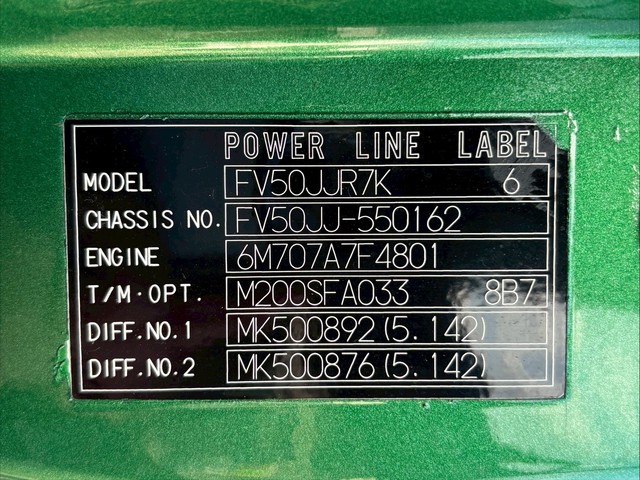 POWER LINE LABEL
MODEL FV50JJR7K 6
CHASSIS NO. FV50JJ-550162
ENGINE 6M707A7F4801
T/M·OPT. M200SFA033 8B7
DIFF.NO.1 MK500892(5.142)
DIFF.NO.2 MK500876(5.142)